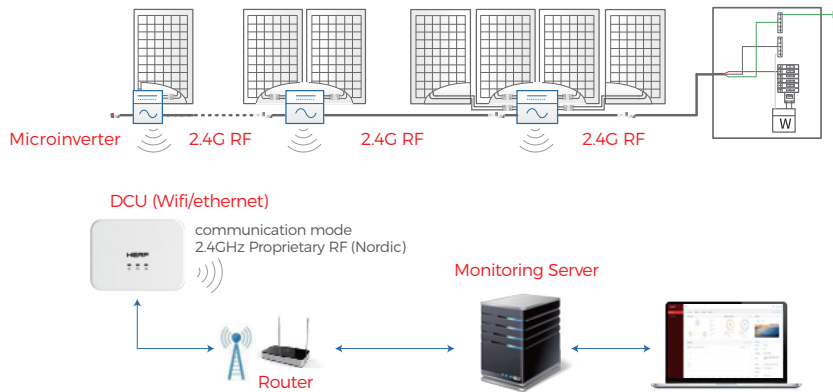 Microinverter
2.4G RF
2.4G RF
2.4G RF
W
DCU (Wifi/ethernet)
communication mode
2.4GHz Proprietary RF (Nordic)
HERF
Monitoring Server
Router